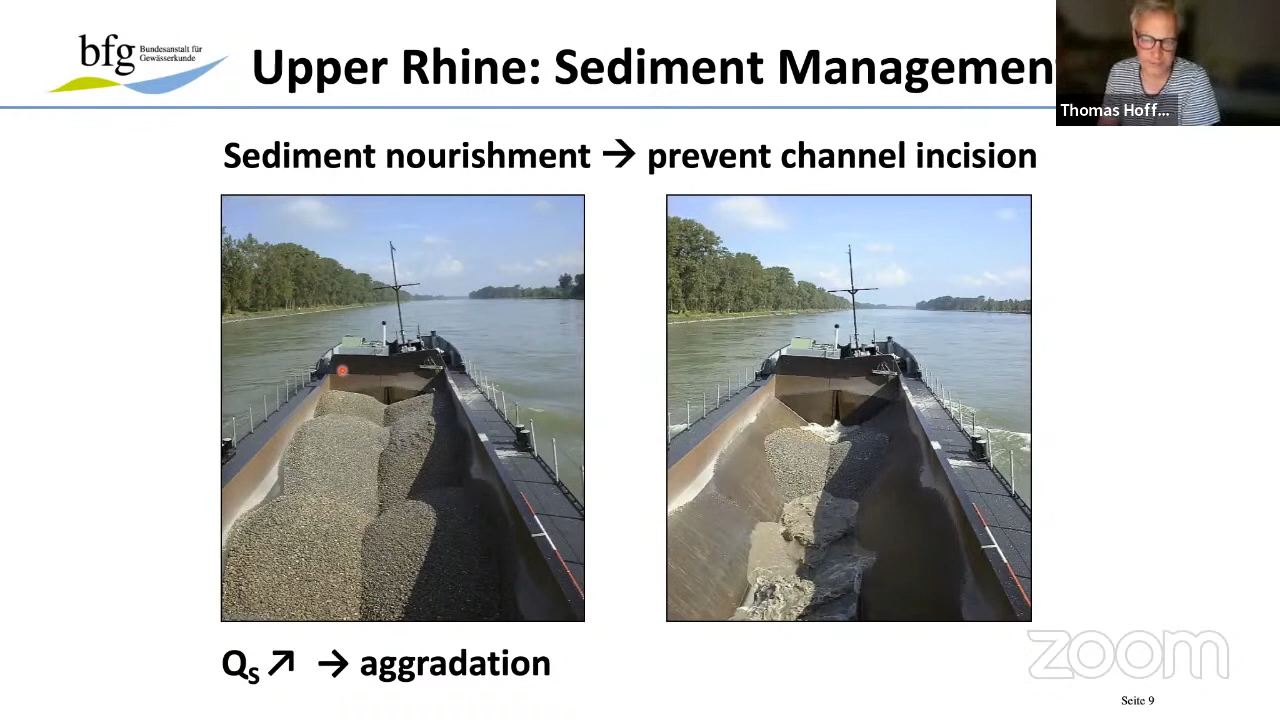 bfg Bundesanstalt für
Gewässerkunde
Upper Rhine: Sediment Managemen
Thomas Hoff...
Sediment nourishment → prevent channel incision
QS ↗ → aggradation
zoom
Seite 9